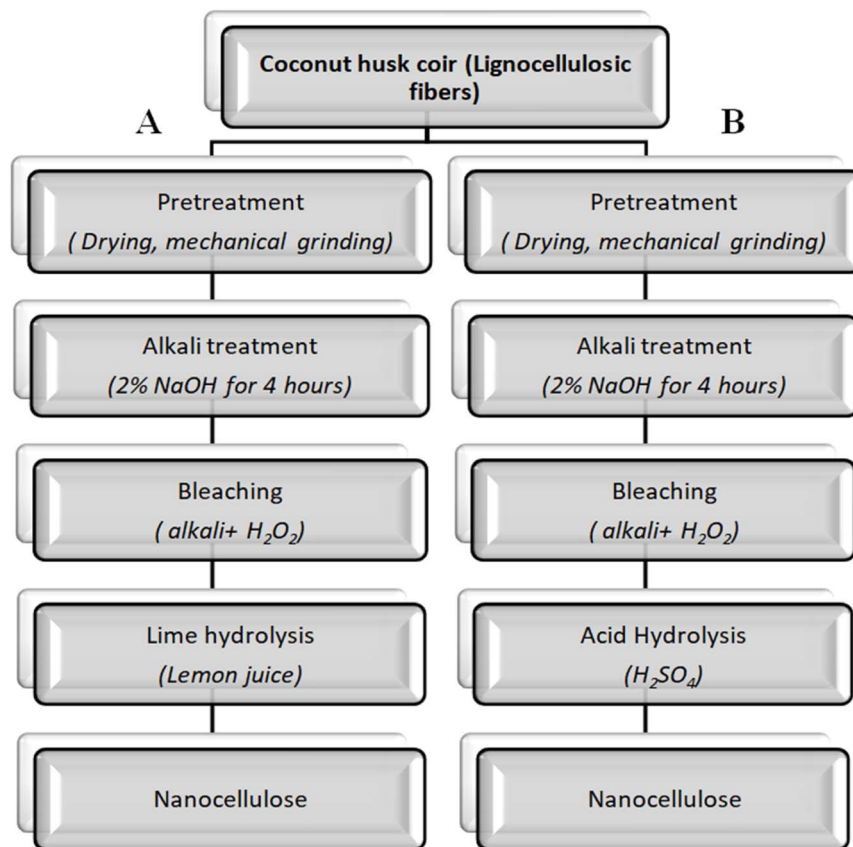 Coconut husk coir (Lignocellulosic
fibers)
A
B
Pretreatment
( Drying, mechanical grinding)
Alkali treatment
(2% NaOH for 4 hours)
Bleaching
( alkali+ H₂O₂)
Lime hydrolysis
(Lemon juice)
Nanocellulose
Pretreatment
( Drying, mechanical grinding)
Alkali treatment
(2% NaOH for 4 hours)
Bleaching
( alkali+ H₂O₂)
Acid Hydrolysis
(H₂SO₄)
Nanocellulose